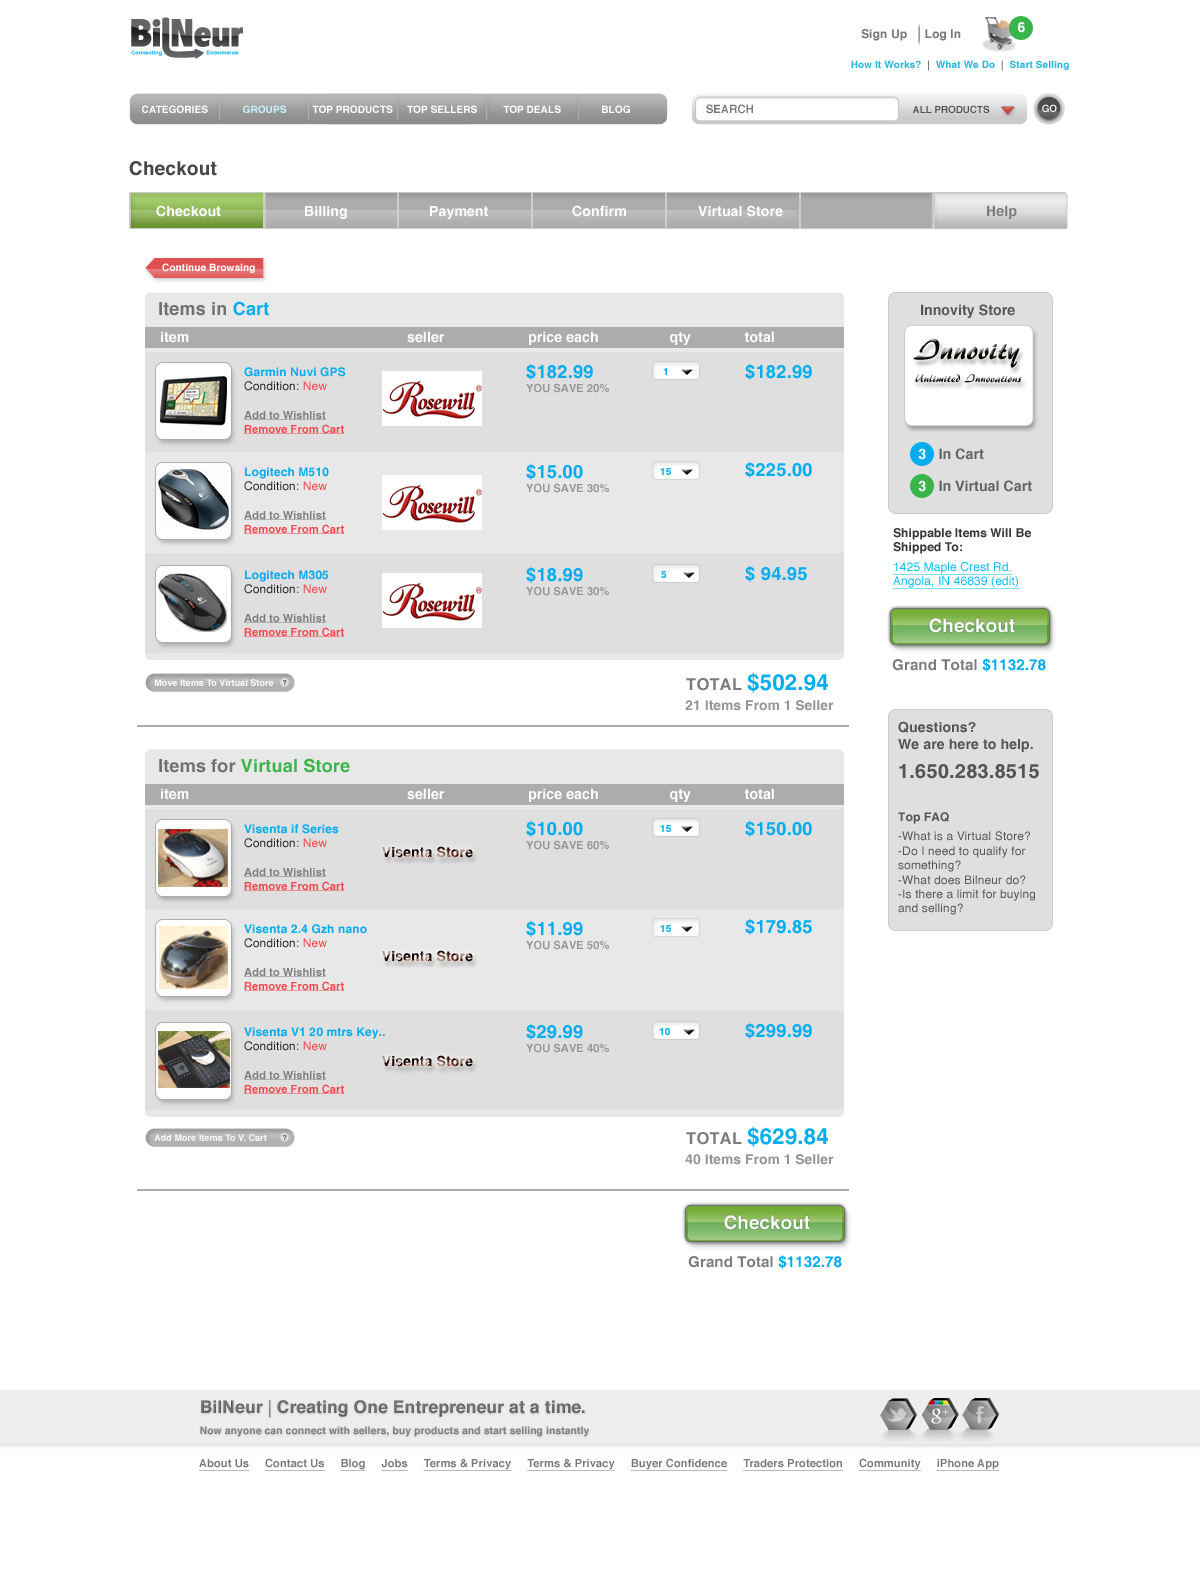 BilNeur
Connecting Ecommerce
Sign Up | Log In
6
How It Works? | What We Do | Start Selling
CATEGORIES GROUPS TOP PRODUCTS TOP SELLERS TOP DEALS BLOG
SEARCH ALL PRODUCTS GO
Checkout
Checkout Billing Payment Confirm Virtual Store Help
Continue Browsing
Items in Cart
item seller price each qty total
Garmin Nuvi GPS
Condition: New
Add to Wishlist
Remove From Cart
Rosewill®
$182.99
YOU SAVE 20%
1
$182.99
Logitech M510
Condition: New
Add to Wishlist
Remove From Cart
Rosewill®
$15.00
YOU SAVE 30%
15
$225.00
Logitech M305
Condition: New
Add to Wishlist
Remove From Cart
Rosewill®
$18.99
YOU SAVE 30%
5
$ 94.95
Move Items To Virtual Store ?
TOTAL $502.94
21 Items From 1 Seller
Items for Virtual Store
item seller price each qty total
Visenta if Series
Condition: New
Add to Wishlist
Remove From Cart
Visenta Store
$10.00
YOU SAVE 60%
15
$150.00
Visenta 2.4 Gzh nano
Condition: New
Add to Wishlist
Remove From Cart
Visenta Store
$11.99
YOU SAVE 50%
15
$179.85
Visenta V1 20 mtrs Key..
Condition: New
Add to Wishlist
Remove From Cart
Visenta Store
$29.99
YOU SAVE 40%
10
$299.99
Add More Items To V. Cart ?
TOTAL $629.84
40 Items From 1 Seller
Checkout
Grand Total $1132.78
Innovity Store
Innovity
Unlimited Innovations
3 In Cart
3 In Virtual Cart
Shippable Items Will Be
Shipped To:
1425 Maple Crest Rd.
Angola, IN 46839 (edit)
Checkout
Grand Total $1132.78
Questions?
We are here to help.
1.650.283.8515
Top FAQ
-What is a Virtual Store?
-Do I need to qualify for
something?
-What does Bilneur do?
-Is there a limit for buying
and selling?
BilNeur | Creating One Entrepreneur at a time.
Now anyone can connect with sellers, buy products and start selling instantly
g+ f
About Us Contact Us Blog Jobs Terms & Privacy Terms & Privacy Buyer Confidence Traders Protection Community iPhone App